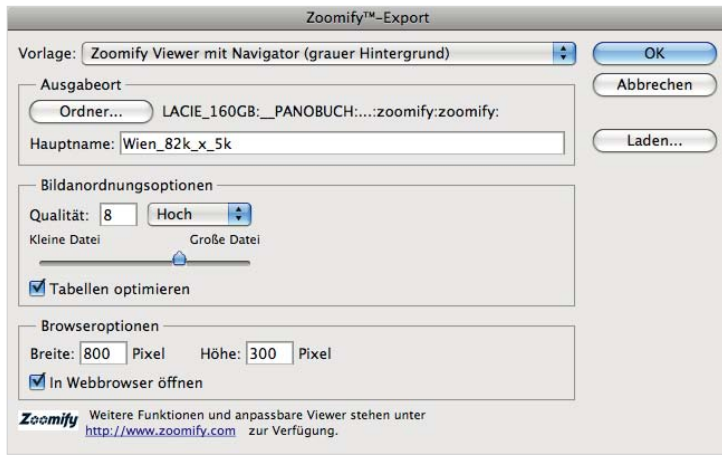 Zoomify™-Export
Vorlage: Zoomify Viewer mit Navigator (grauer Hintergrund)
OK
Abbrechen
Laden...
Ausgabeort
Ordner... LACIE_160GB:__PANOBUCH:...:zoomify:zoomify:
Hauptname: Wien_82k_x_5k
Bildanordnungsoptionen
Qualität: 8 Hoch
Kleine Datei Große Datei
Tabellen optimieren
Browseroptionen
Breite: 800 Pixel Höhe: 300 Pixel
In Webbrowser öffnen
Zoomify Weitere Funktionen und anpassbare Viewer stehen unter
http://www.zoomify.com zur Verfügung.